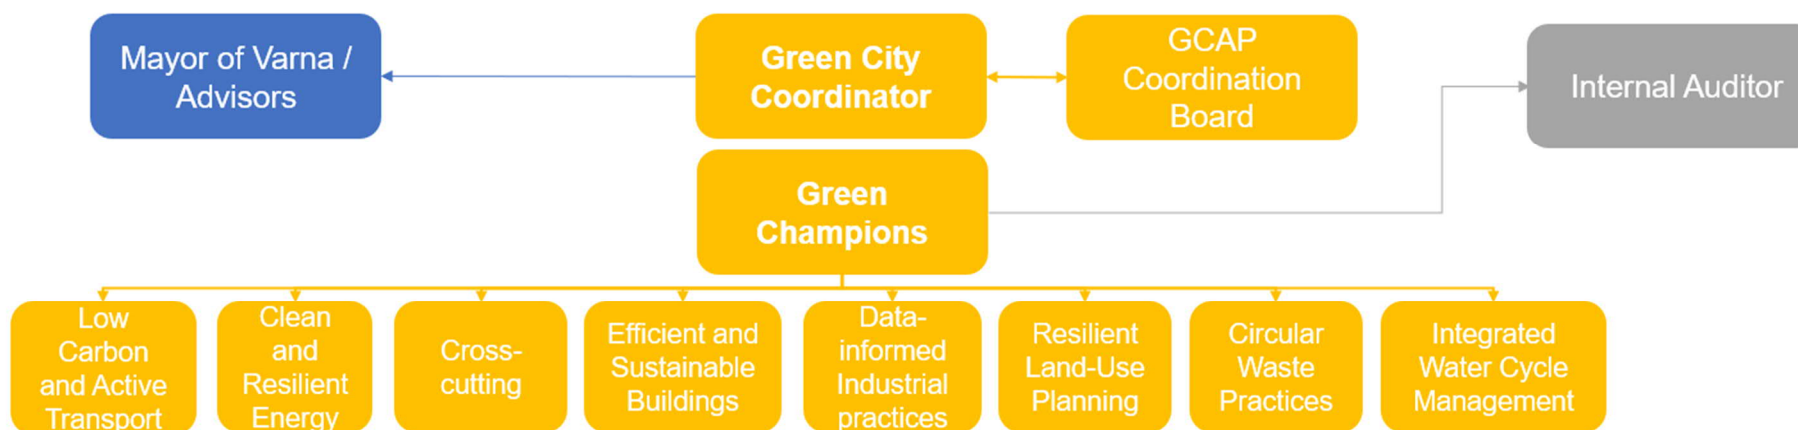 Mayor of Varna /
Advisors
Green City
Coordinator
GCAP
Coordination
Board
Internal Auditor
Green
Champions
Low
Carbon
and Active
Transport
Clean
and
Resilient
Energy
Cross-
cutting
Efficient and
Sustainable
Buildings
Data-
informed
Industrial
practices
Resilient
Land-Use
Planning
Circular
Waste
Practices
Integrated
Water Cycle
Management